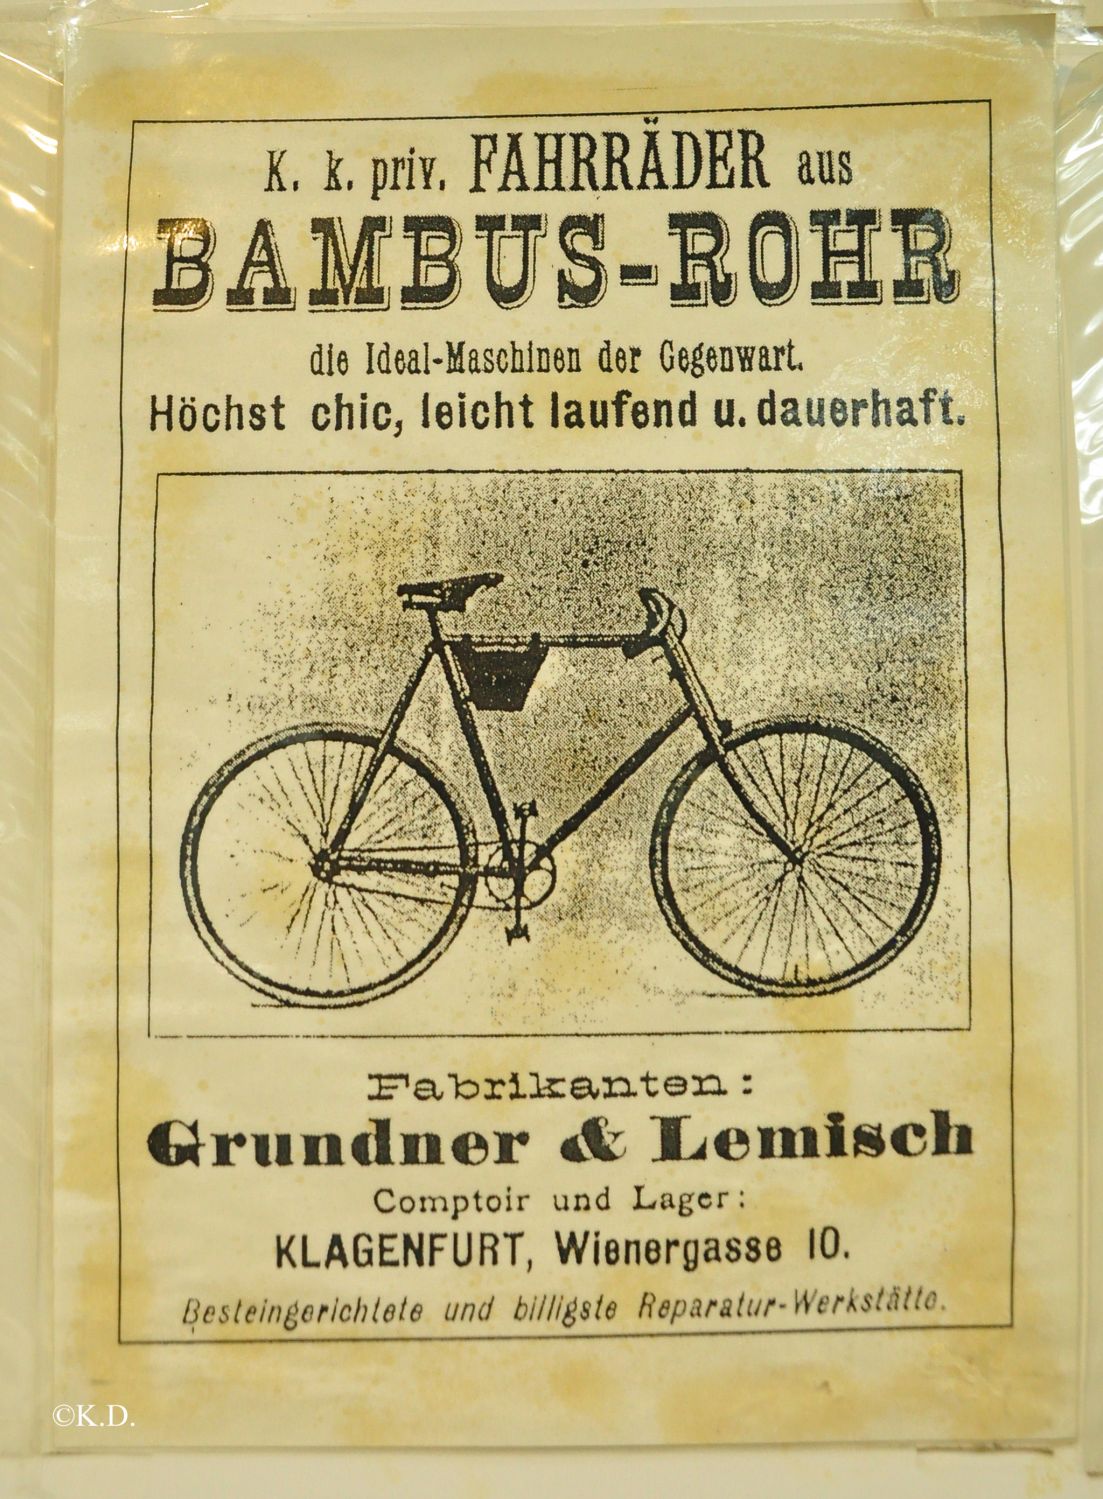 K. k. priv. FAHRRÄDER aus
BAMBUS-ROHR
die Ideal-Maschinen der Gegenwart.
Höchst chic, leicht laufend u. dauerhaft.
Fabrikanten:
Grundner & Lemisch
Comptoir und Lager:
KLAGENFURT, Wienergasse 10.
Besteingerichtete und billigste Reparatur-Werkstätte.
©K.D.